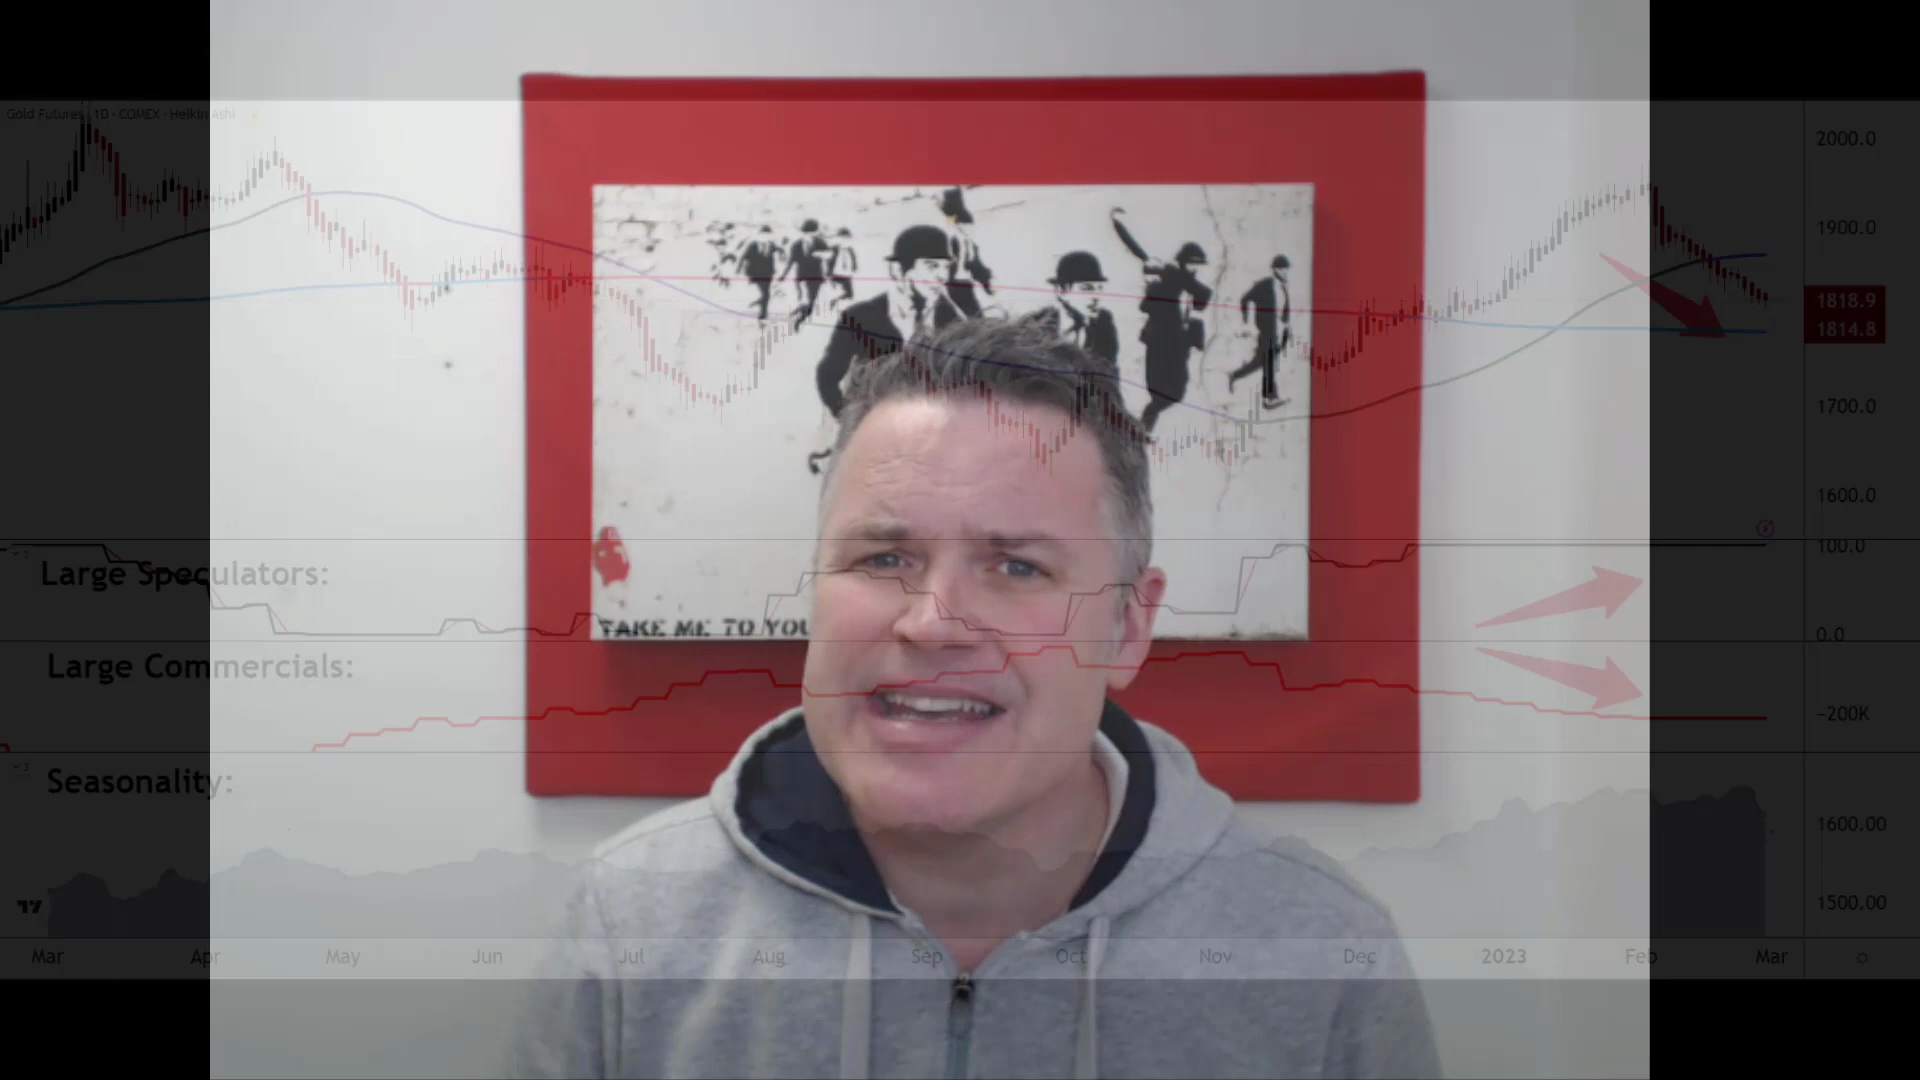 Gold Futures · 1D · COMEX · Heikin Ashi
2000.0
1900.0
1818.9
1814.8
1700.0
1600.0
100.0
Large Speculators:
TAKE ME TO YOU
0.0
Large Commercials:
-200K
Seasonality:
1600.00
1500.00
Mar Apr May Jun Jul Aug Sep Oct Nov Dec 2023 Feb Mar